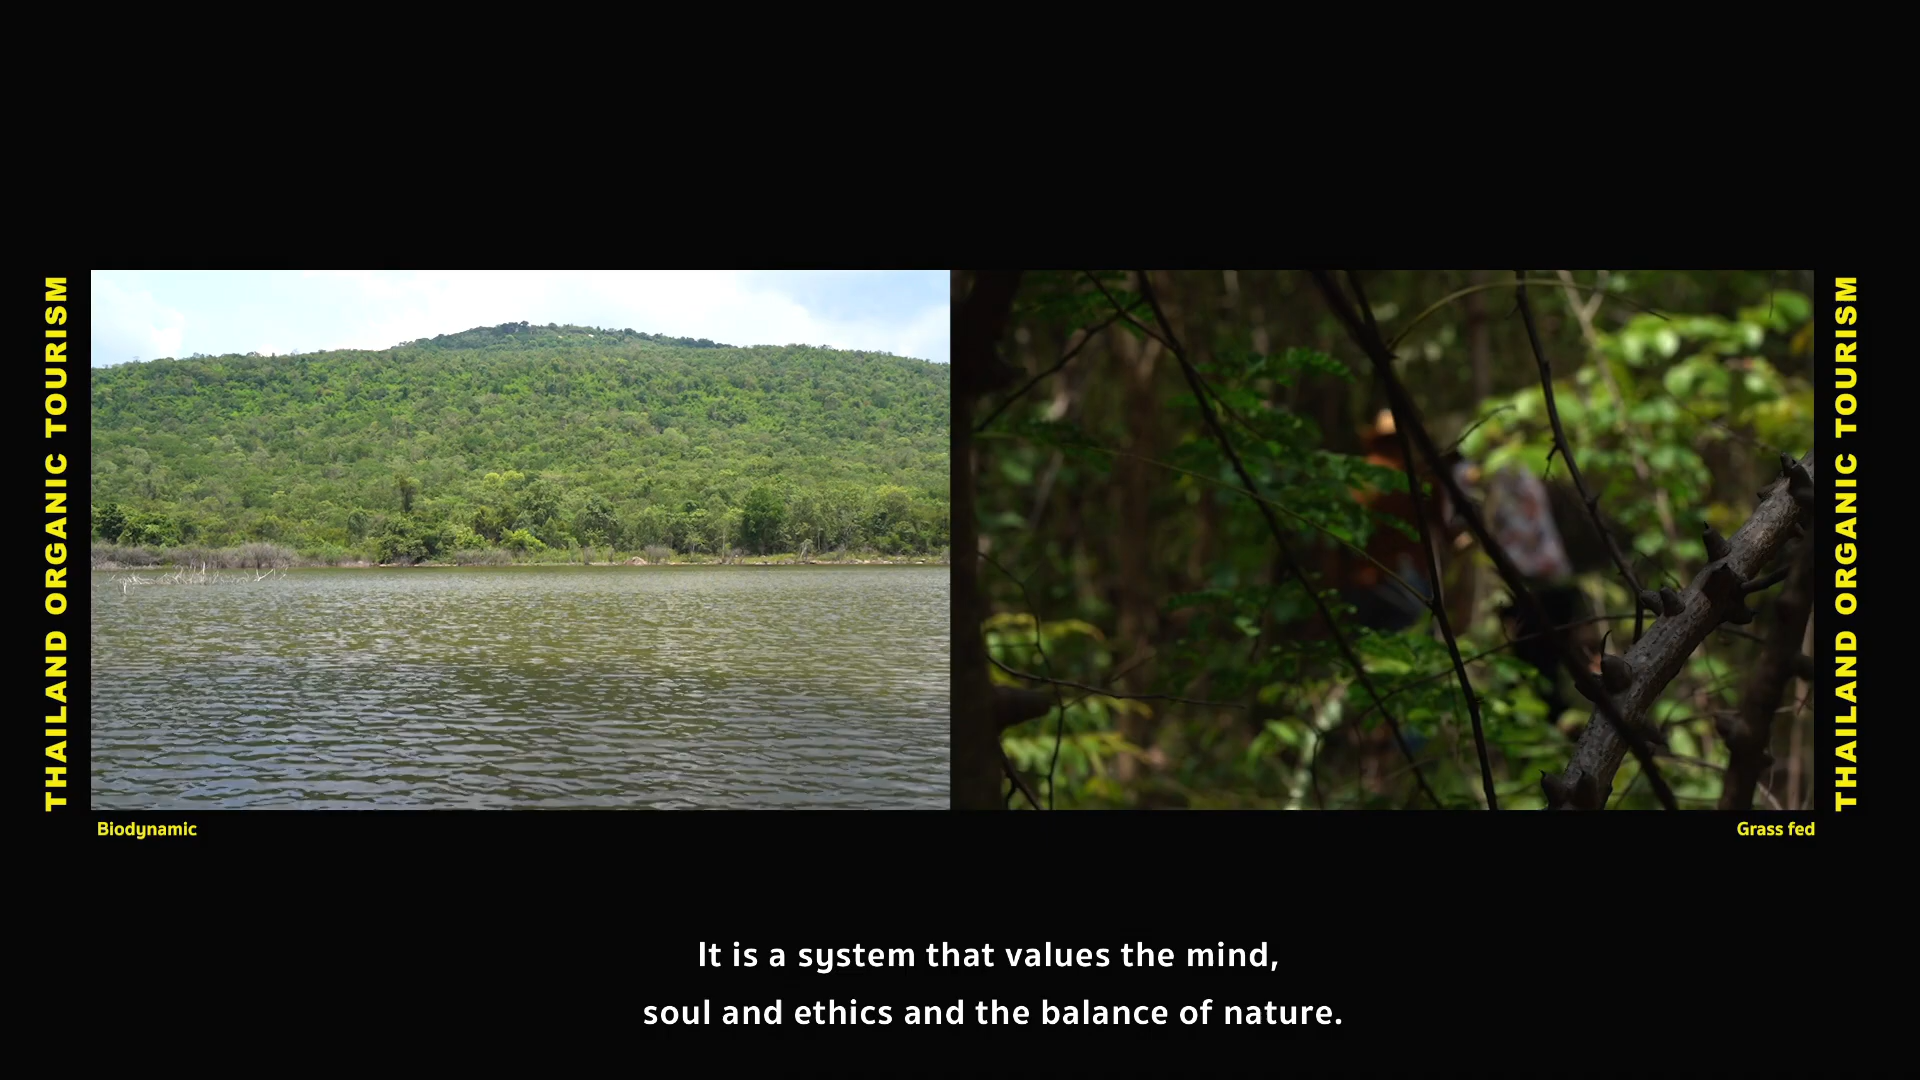 THAILAND ORGANIC TOURISM
THAILAND ORGANIC TOURISM
Biodynamic
Grass fed
It is a system that values the mind,
soul and ethics and the balance of nature.